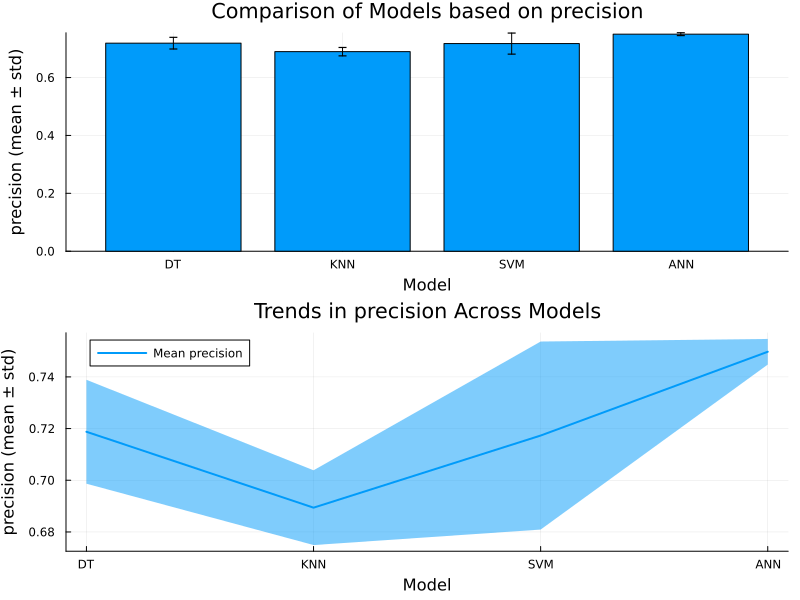 Comparison of Models based on precision
precision (mean ± std)
0.6
0.4
0.2
0.0
DT KNN SVM ANN
Model
Trends in precision Across Models
precision (mean ± std)
Mean precision
0.74
0.72
0.70
0.68
DT KNN SVM ANN
Model